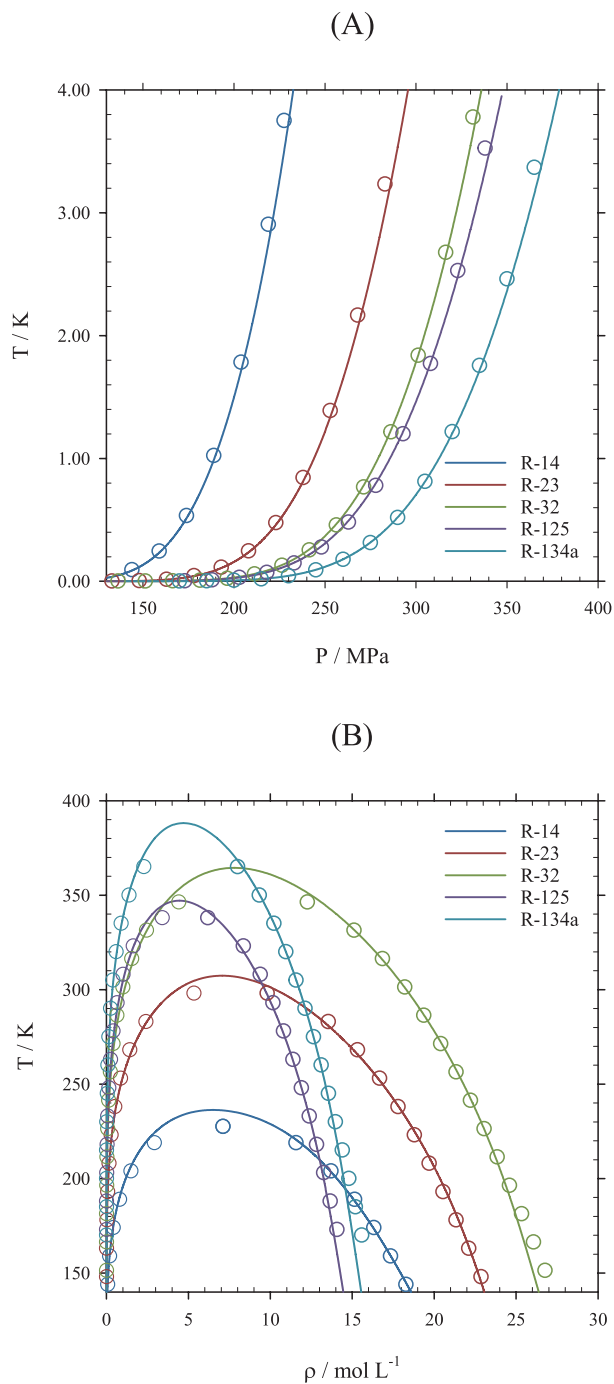 (A)
4.00
3.00
2.00
1.00
0.00
T / K
R-14
R-23
R-32
R-125
R-134a
150 200 250 300 350 400
P / MPa
(B)
400
350
300
250
200
150
T / K
R-14
R-23
R-32
R-125
R-134a
0 5 10 15 20 25 30
ρ / mol L⁻¹